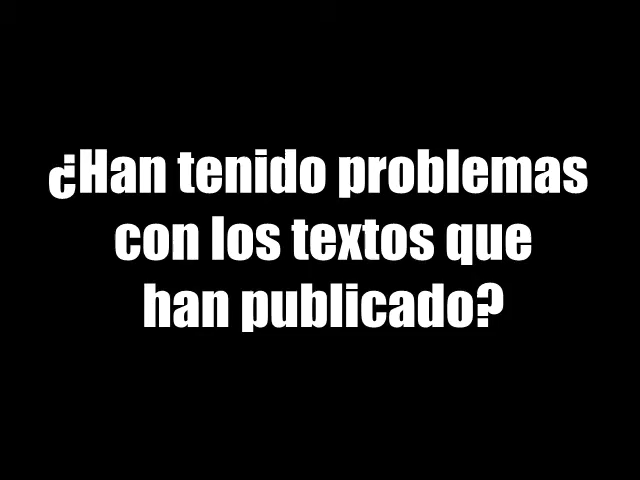 ¿Han tenido problemas
con los textos que
han publicado?